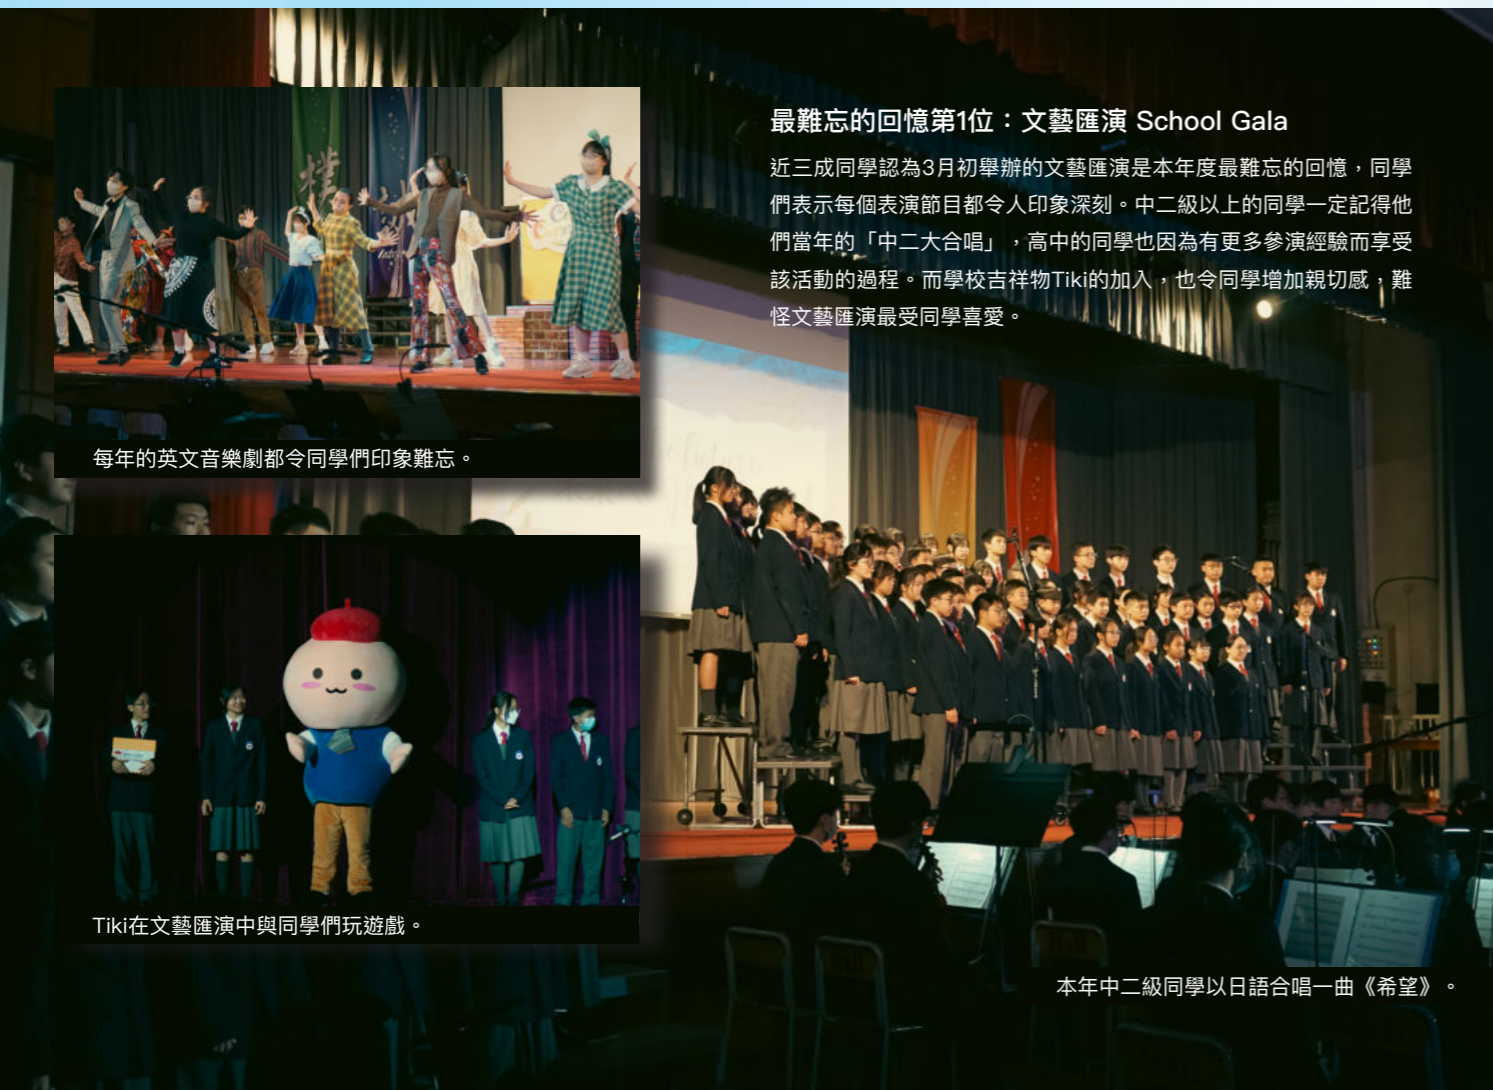 最難忘的回憶第1位：文藝匯演 School Gala
近三成同學認為3月初舉辦的文藝匯演是本年度最難忘的回憶，同學
們表示每個表演節目都令人印象深刻。中二級以上的同學一定記得他
們當年的「中二大合唱」，高中的同學也因為有更多參演經驗而享受
該活動的過程。而學校吉祥物Tiki的加入，也令同學增加親切感，難
怪文藝匯演最受同學喜愛。
每年的英文音樂劇都令同學們印象難忘。
Tiki在文藝匯演中與同學們玩遊戲。
本年中二級同學以日語合唱一曲《希望》。